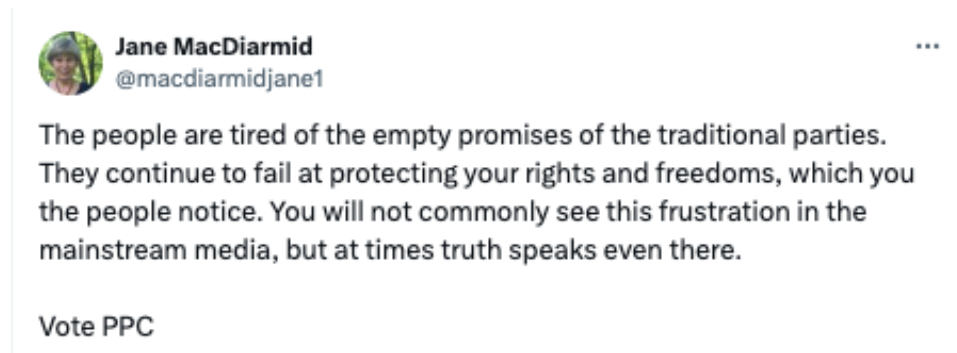 Jane MacDiarmid
@macdiarmidjane1
The people are tired of the empty promises of the traditional parties.
They continue to fail at protecting your rights and freedoms, which you
the people notice. You will not commonly see this frustration in the
mainstream media, but at times truth speaks even there.
Vote PPC